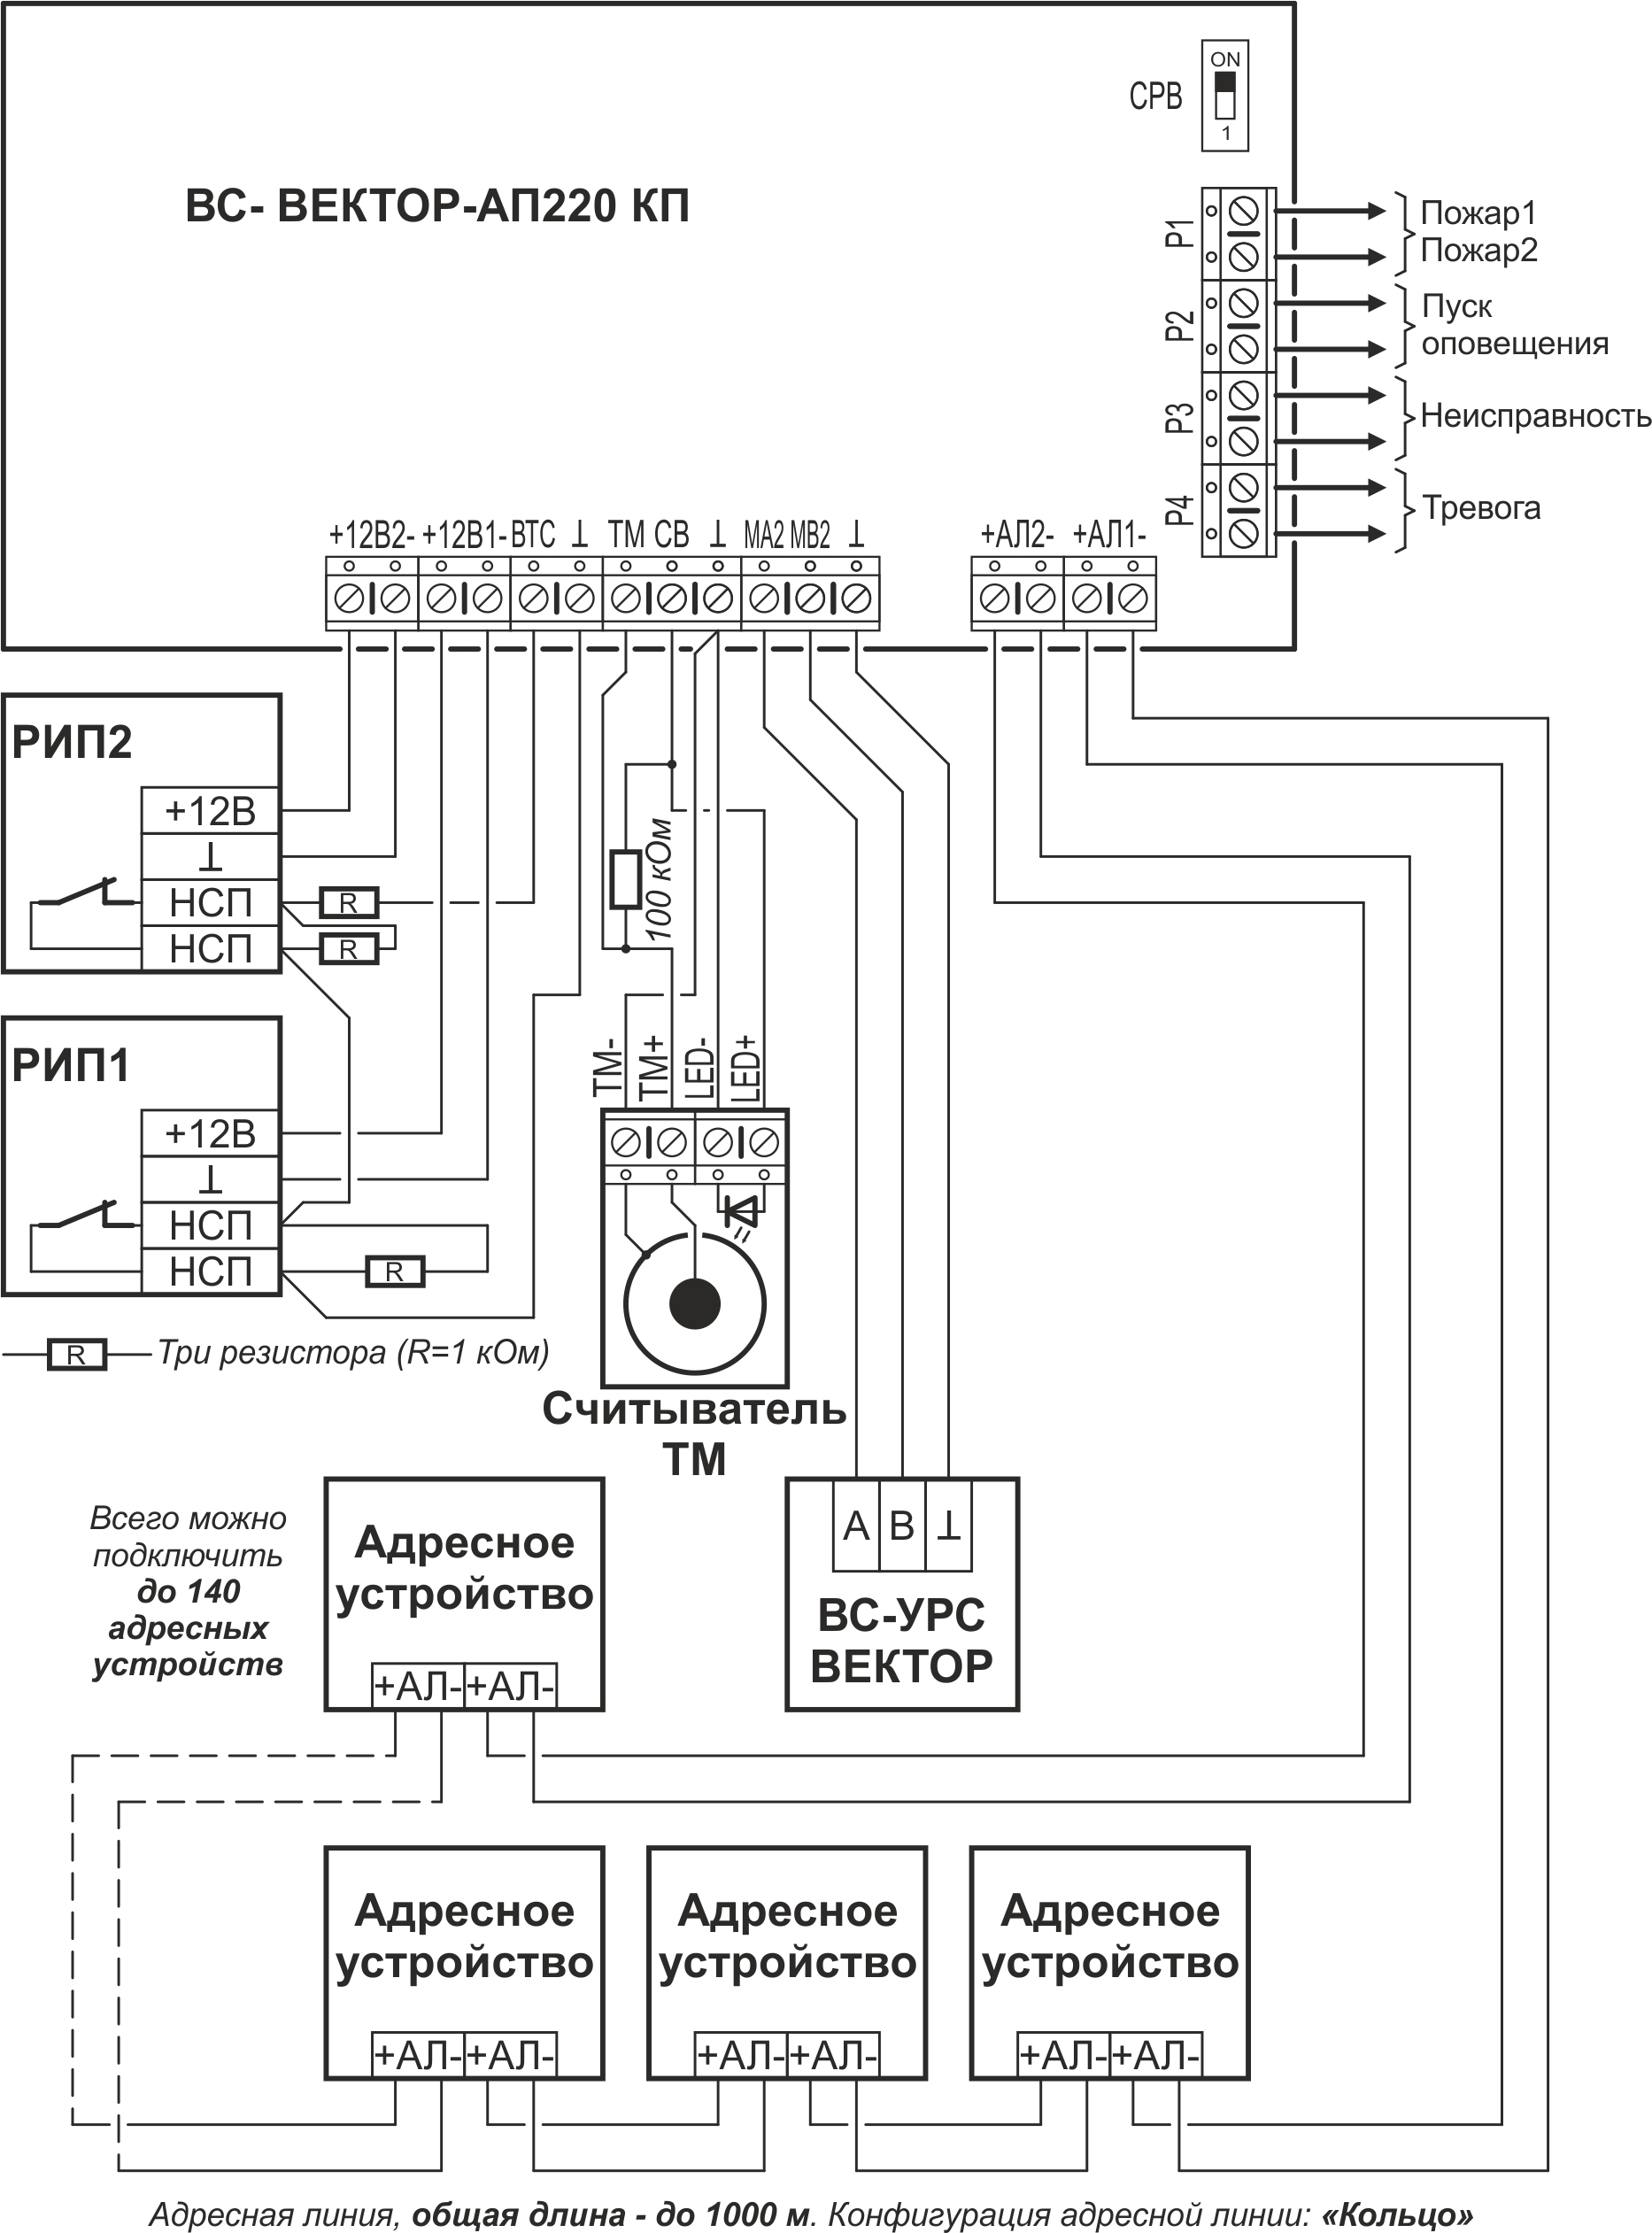 ON
СРВ
1
ВС- ВЕКТОР-АП220 КП
Р1
Пожар1
Пожар2
Р2
Пуск
оповещения
Р3
Неисправность
Р4
Тревога
+12В2- +12В1- ВТС ⊥ ТМ СВ ⊥ МА2 МВ2 ⊥ +АЛ2- +АЛ1-
РИП2
+12В
⊥
НСП
R
НСП
R
100 кОм
РИП1
+12В
⊥
НСП
НСП
R
ТМ- ТМ+ LED- LED+
R Три резистора (R=1 кОм)
Считыватель
ТМ
Всего можно
подключить
до 140
адресных
устройств
Адресное
устройство
+АЛ- +АЛ-
А В ⊥
ВС-УРС
ВЕКТОР
Адресное
устройство
+АЛ- +АЛ-
Адресное
устройство
+АЛ- +АЛ-
Адресное
устройство
+АЛ- +АЛ-
Адресная линия, общая длина - до 1000 м. Конфигурация адресной линии: «Кольцо»